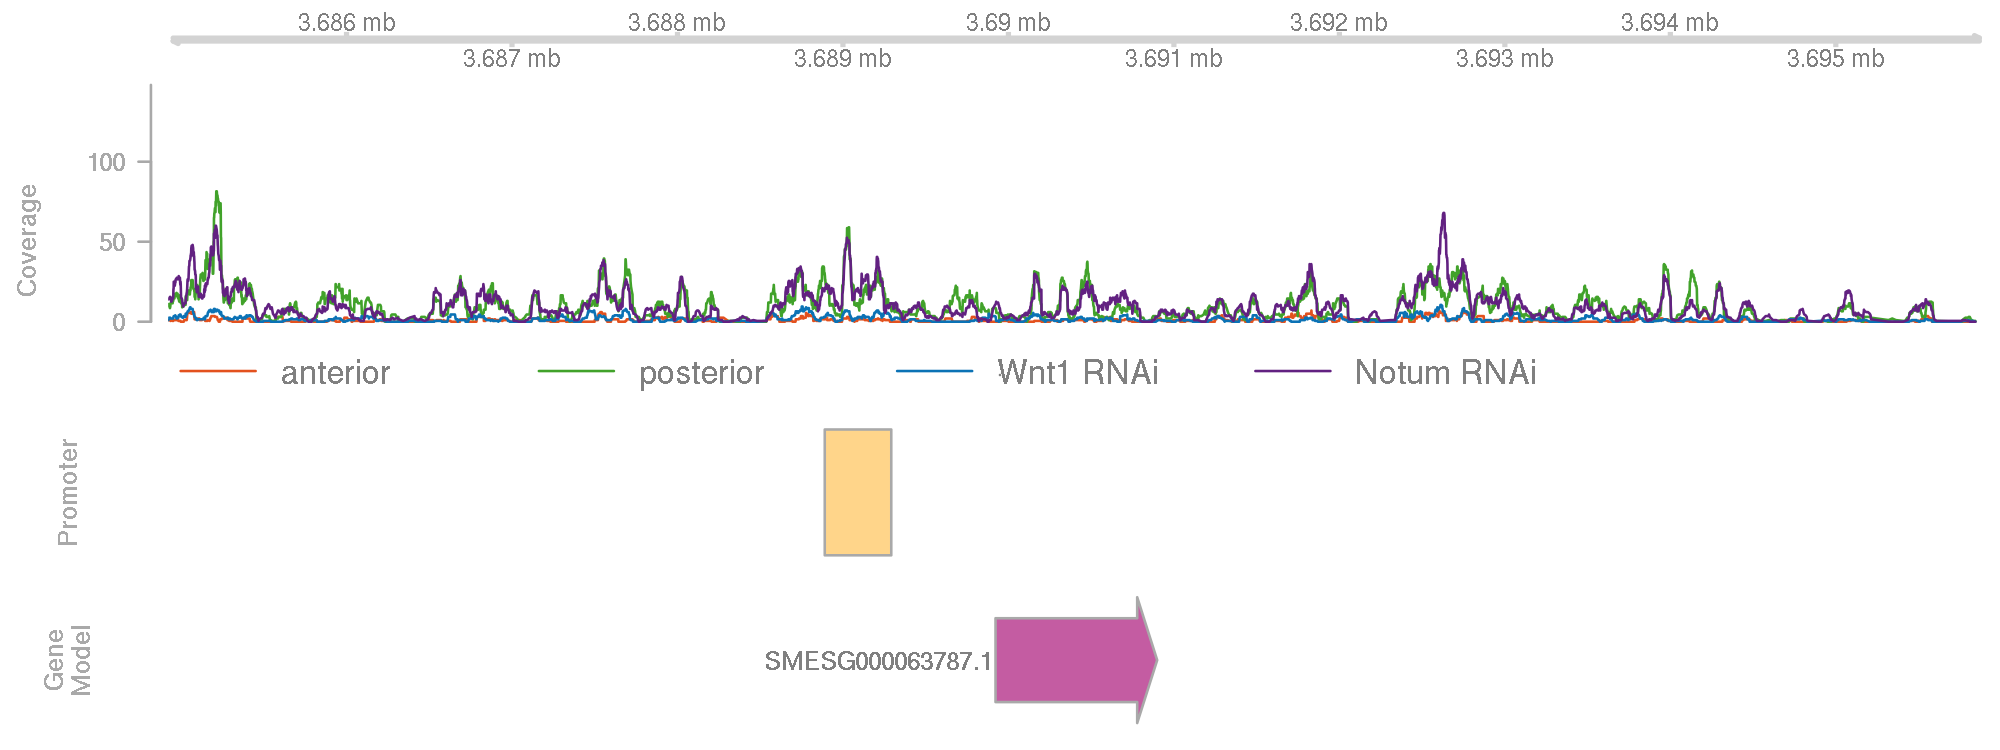 3.686 mb 3.688 mb 3.69 mb 3.692 mb 3.694 mb
3.687 mb 3.689 mb 3.691 mb 3.693 mb 3.695 mb
Coverage
100
50
0
anterior posterior Wnt1 RNAi Notum RNAi
Promoter
Gene
Model
SMESG000063787.1